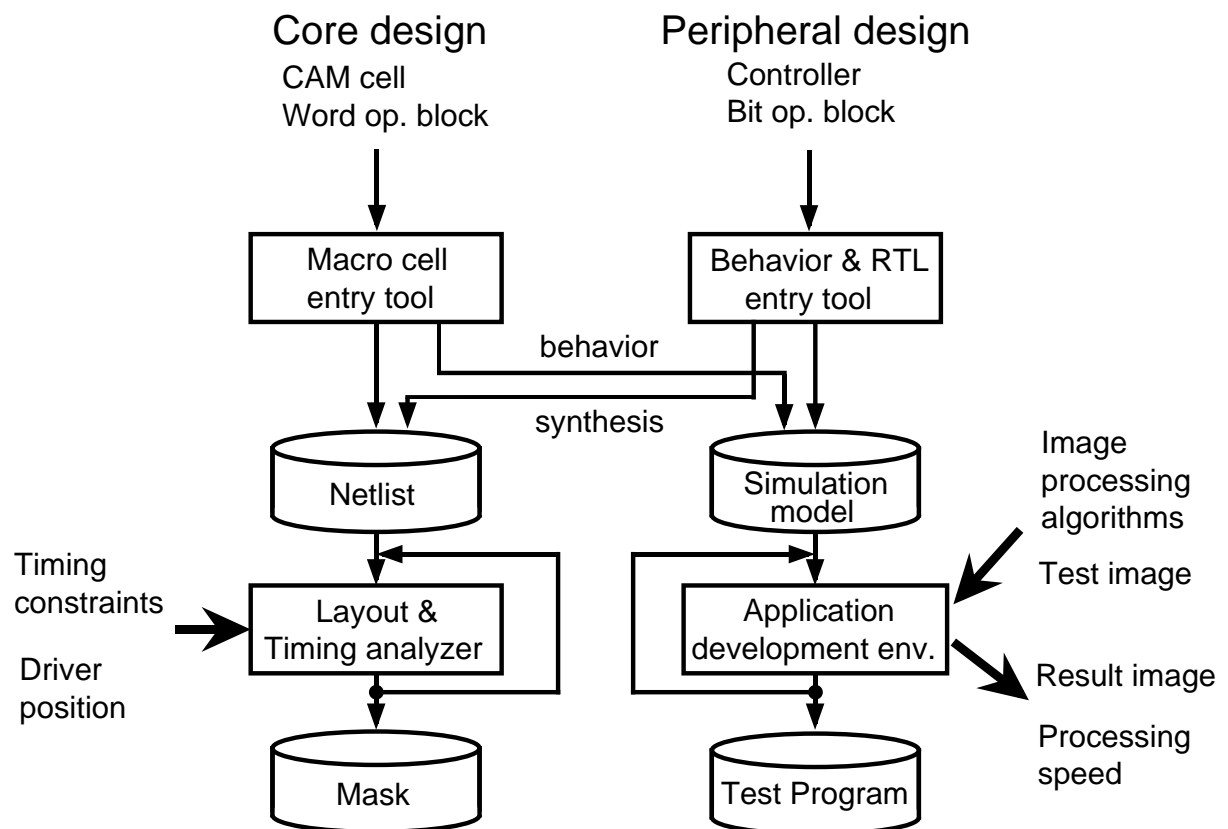 Core design
CAM cell
Word op. block
Peripheral design
Controller
Bit op. block
Macro cell
entry tool
Behavior & RTL
entry tool
behavior
synthesis
Netlist
Simulation
model
Image
processing
algorithms
Test image
Timing
constraints
Driver
position
Layout &
Timing analyzer
Application
development env.
Result image
Processing
speed
Mask
Test Program